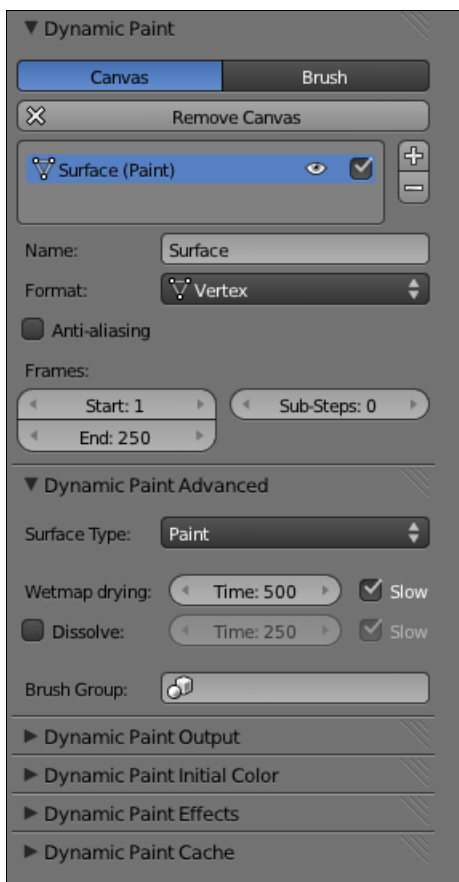 Dynamic Paint
Canvas Brush
Remove Canvas
Surface (Paint)
Name: Surface
Format: Vertex
Anti-aliasing
Frames:
Start: 1 Sub-Steps: 0
End: 250
Dynamic Paint Advanced
Surface Type: Paint
Wetmap drying: Time: 500 Slow
Dissolve: Time: 250 Slow
Brush Group:
Dynamic Paint Output
Dynamic Paint Initial Color
Dynamic Paint Effects
Dynamic Paint Cache